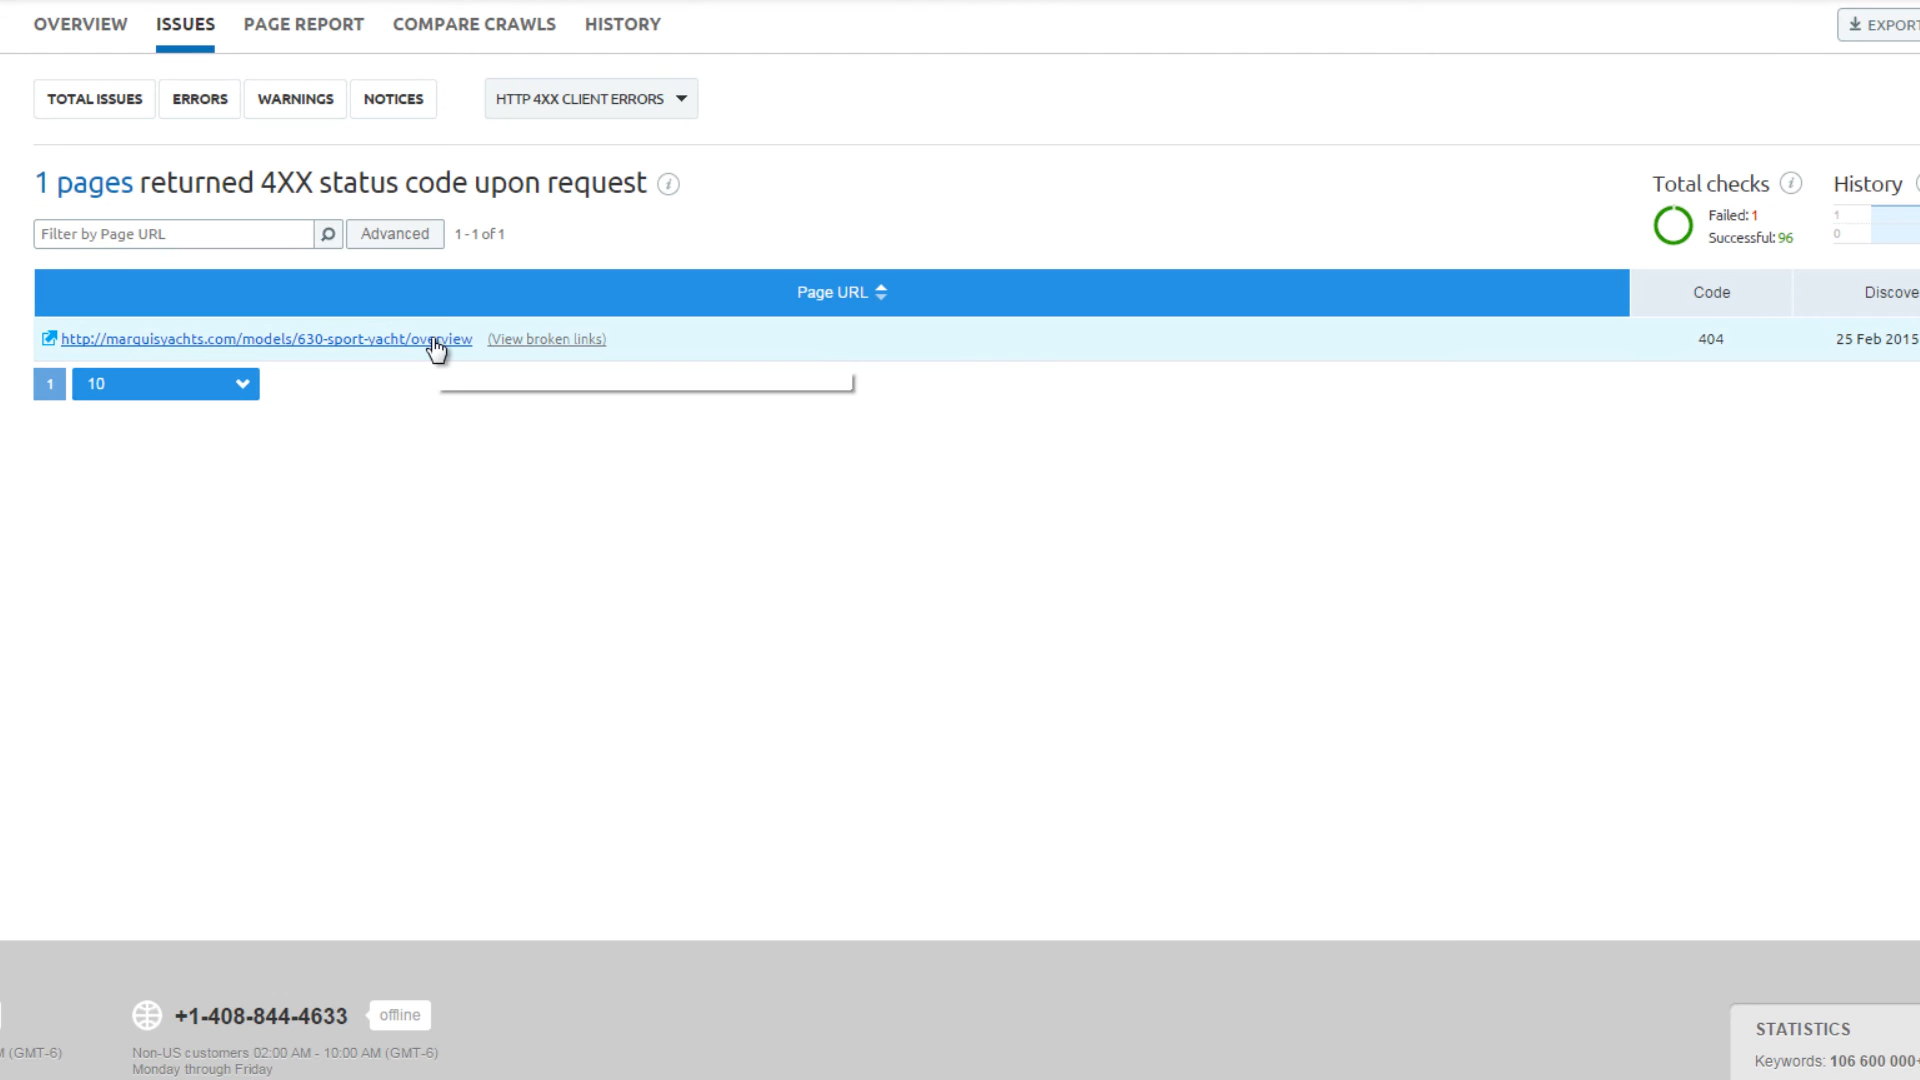 OVERVIEW ISSUES PAGE REPORT COMPARE CRAWLS HISTORY EXPORT
TOTAL ISSUES ERRORS WARNINGS NOTICES HTTP 4XX CLIENT ERRORS
1 pages returned 4XX status code upon request
Total checks History
Failed: 1
Successful: 96
1
0
Filter by Page URL Advanced 1 - 1 of 1
Page URL Code Discove
http://marquisyachts.com/models/630-sport-yacht/overview (View broken links) 404 25 Feb 2015
1 10
+1-408-844-4633 offline
M (GMT-6) Non-US customers 02:00 AM - 10:00 AM (GMT-6)
Monday through Friday
STATISTICS
Keywords: 106 600 000+